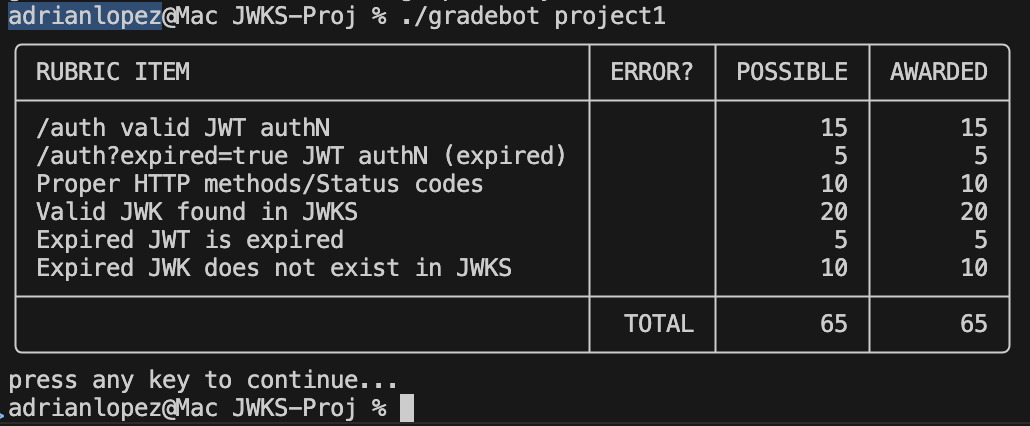 adrianlopez@Mac JWKS-Proj % ./gradebot project1
RUBRIC ITEM ERROR? POSSIBLE AWARDED
/auth valid JWT authN 15 15
/auth?expired=true JWT authN (expired) 5 5
Proper HTTP methods/Status codes 10 10
Valid JWK found in JWKS 20 20
Expired JWT is expired 5 5
Expired JWK does not exist in JWKS 10 10
TOTAL 65 65
press any key to continue...
adrianlopez@Mac JWKS-Proj %